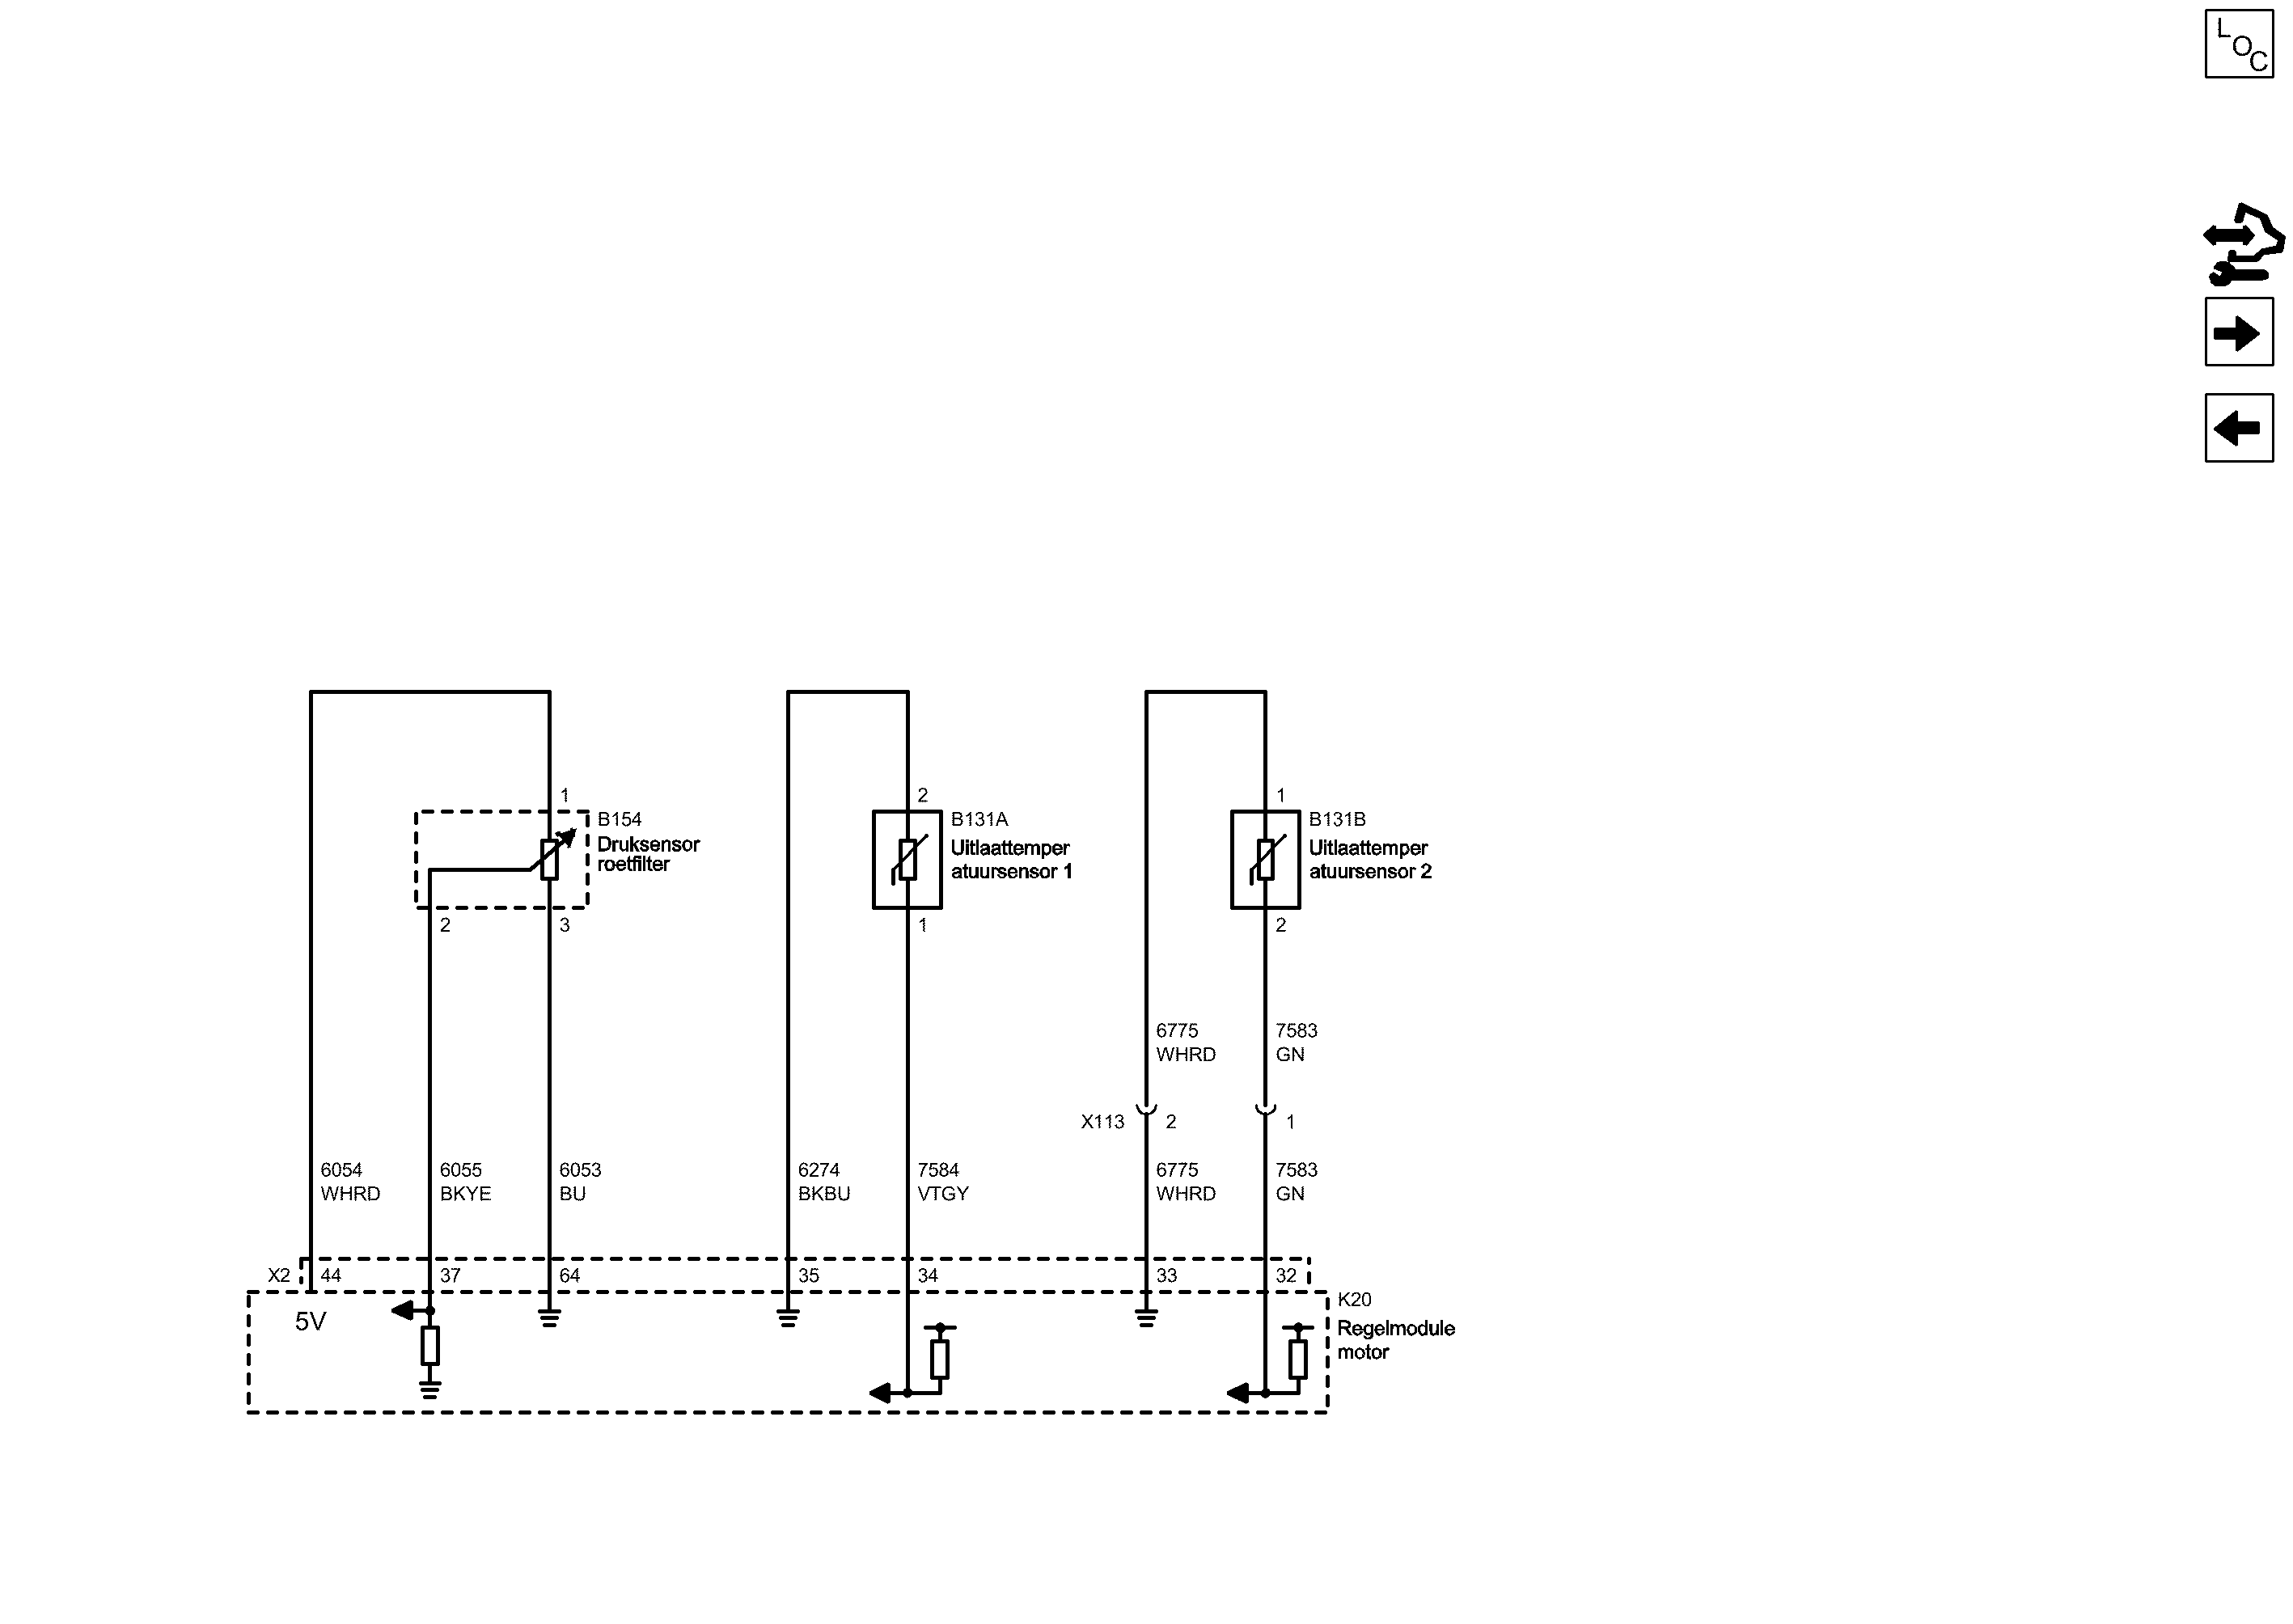 L
O
C
1
B154
Druksensor
roetfilter
2
3
2
B131A
Uitlaattemper
atuursensor 1
1
1
B131B
Uitlaattemper
atuursensor 2
2
6775
WHRD
7583
GN
X113
2
1
6054
WHRD
6055
BKYE
6053
BU
6274
BKBU
7584
VTGY
6775
WHRD
7583
GN
X2
44
37
64
35
34
33
32
5V
K20
Regelmodule
motor